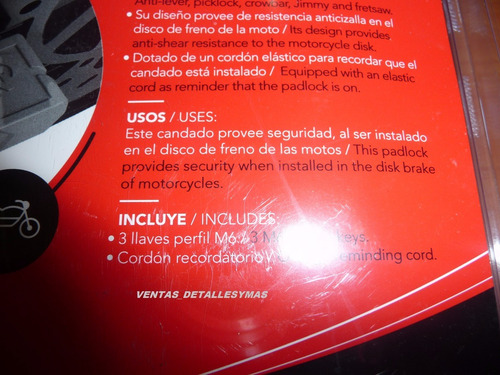 Anti-lever, picklock, crowbar, Jimmy and fretsaw.
• Su diseño provee de resistencia anticizalla en el
disco de freno de la moto / Its design provides
anti-shear resistance to the motorcycle disk.
• Dotado de un cordón elástico para recordar que el
candado está instalado / Equipped with an elastic
cord as reminder that the padlock is on.
USOS / USES:
Este candado provee seguridad, al ser instalado
en el disco de freno de las motos / This padlock
provides security when installed in the disk brake
of motorcycles.
INCLUYE / INCLUDES:
• 3 llaves perfil M6 / 3 keys.
• Cordón recordatorio / reminding cord.
VENTAS_DETALLESYMAS